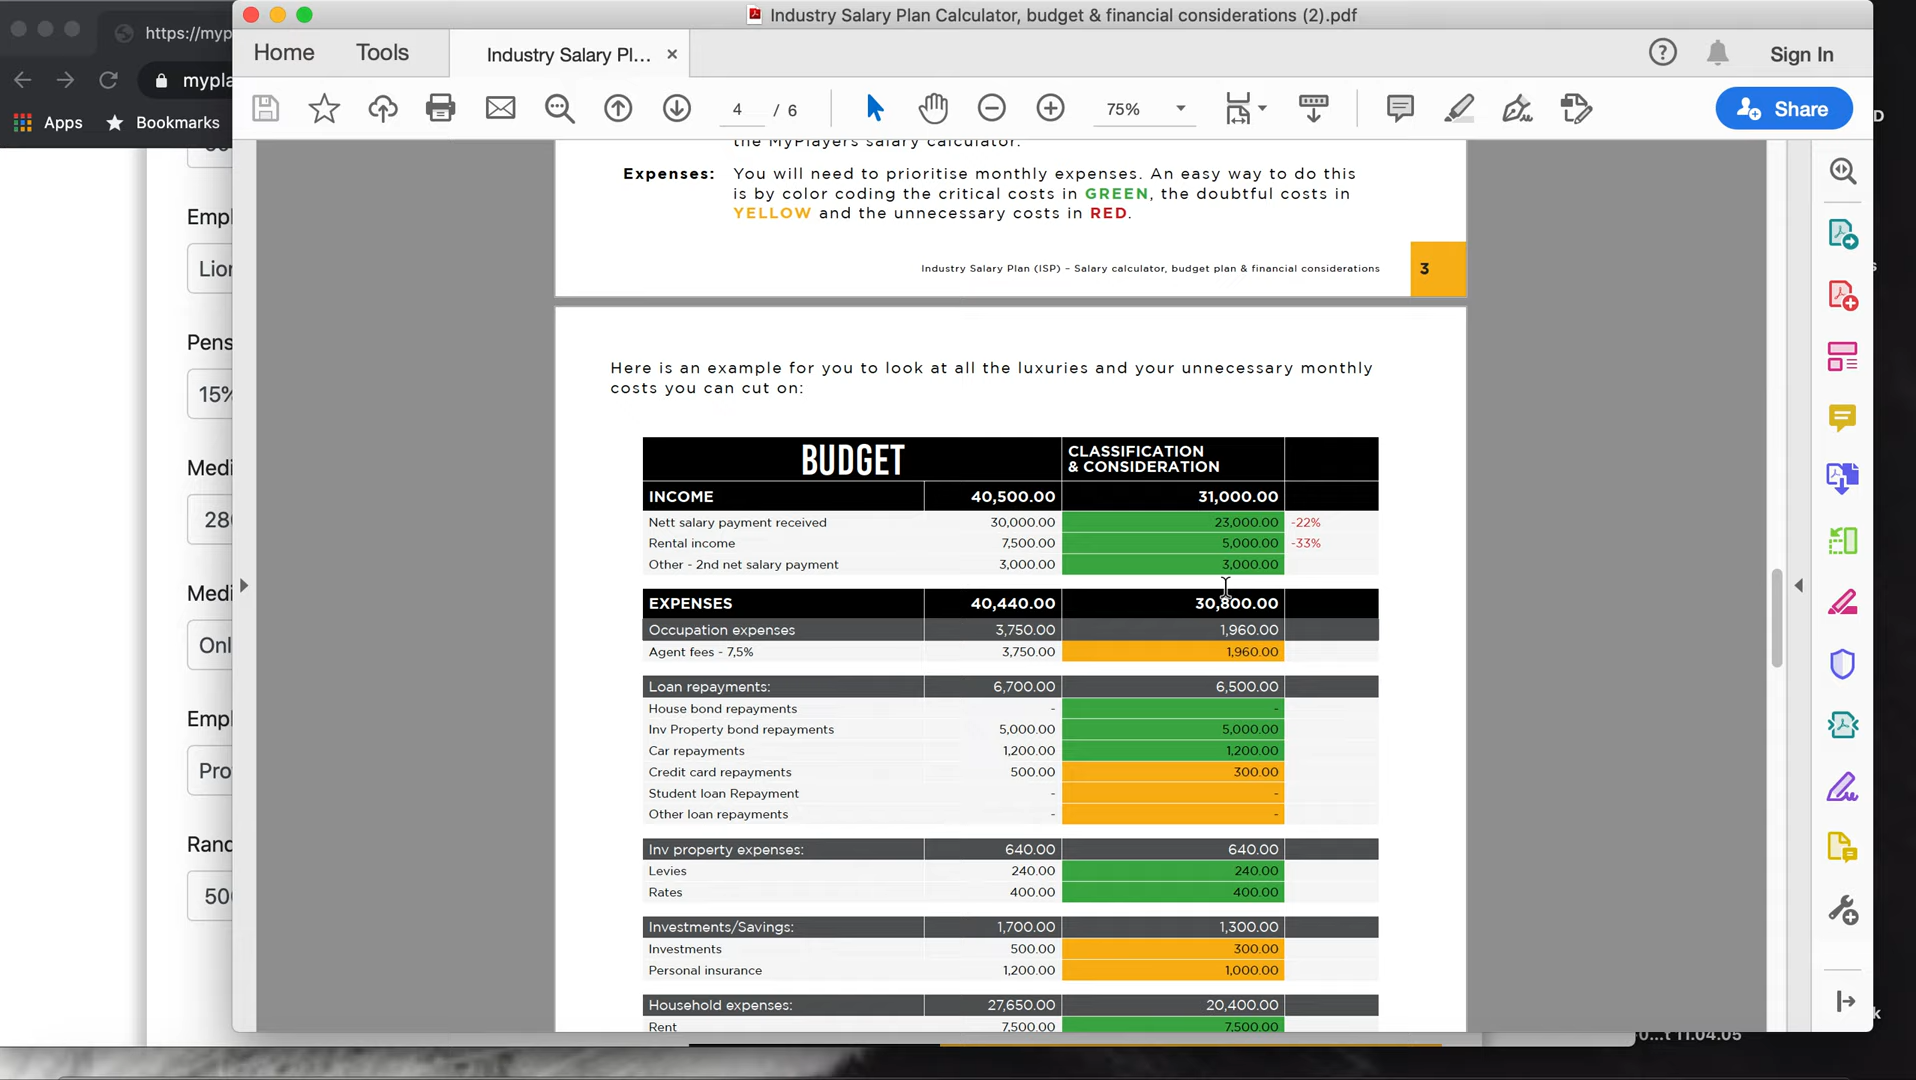 Industry Salary Plan Calculator, budget & financial considerations (2).pdf
https://myp
Home
Tools
Industry Salary Pl...
Sign In
mypla
4 / 6
75%
Share
Apps
Bookmarks
the MyPlayers salary calculator.
Expenses: You will need to prioritise monthly expenses. An easy way to do this
is by color coding the critical costs in GREEN, the doubtful costs in
YELLOW and the unnecessary costs in RED.
Industry Salary Plan (ISP) – Salary calculator, budget plan & financial considerations
3
Empl
Lion
Pens
15%
Medi
280
Medi
Onl
Empl
Pro
Rand
500
Here is an example for you to look at all the luxuries and your unnecessary monthly
costs you can cut on:
BUDGET CLASSIFICATION
& CONSIDERATION
INCOME 40,500.00 31,000.00
Nett salary payment received 30,000.00 23,000.00 -22%
Rental income 7,500.00 5,000.00 -33%
Other - 2nd net salary payment 3,000.00 3,000.00
EXPENSES 40,440.00 30,800.00
Occupation expenses 3,750.00 1,960.00
Agent fees - 7,5% 3,750.00 1,960.00
Loan repayments: 6,700.00 6,500.00
House bond repayments - -
Inv Property bond repayments 5,000.00 5,000.00
Car repayments 1,200.00 1,200.00
Credit card repayments 500.00 300.00
Student loan Repayment - -
Other loan repayments - -
Inv property expenses: 640.00 640.00
Levies 240.00 240.00
Rates 400.00 400.00
Investments/Savings: 1,700.00 1,300.00
Investments 500.00 300.00
Personal insurance 1,200.00 1,000.00
Household expenses: 27,650.00 20,400.00
Rent 7,500.00 7,500.00
0...t 11.04.05